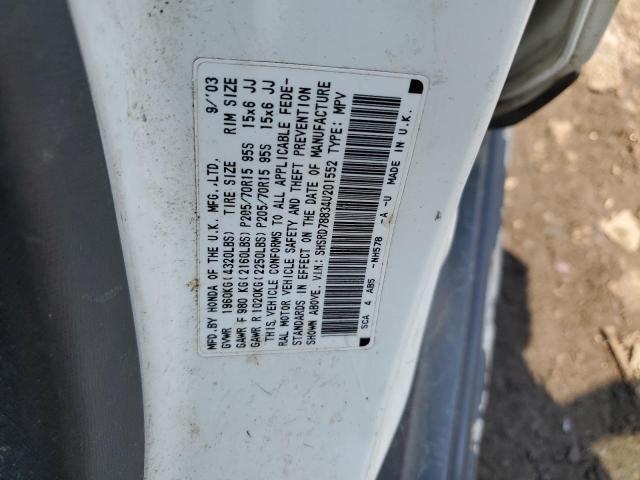 MFD.BY HONDA OF THE U.K. MFG.,LTD. 9/'03
GVWR 1960KG(4320LBS) TIRE SIZE RIM SIZE
GAWR F 980 KG(2160LBS)P205/70R15 95S 15x6 JJ
GAWR R 1020KG(2250LBS)P205/70R15 95S 15x6 JJ
THIS VEHICLE CONFORMS TO ALL APPLICABLE FEDE-
RAL MOTOR VEHICLE SAFETY AND THEFT PREVENTION
STANDARDS IN EFFECT ON THE DATE OF MANUFACTURE
SHOWN ABOVE. V.I.N.: SHSRD78834U201552 TYPE: MPV
SCA 4 AB5 -NH578 -A -U MADE IN U.K.